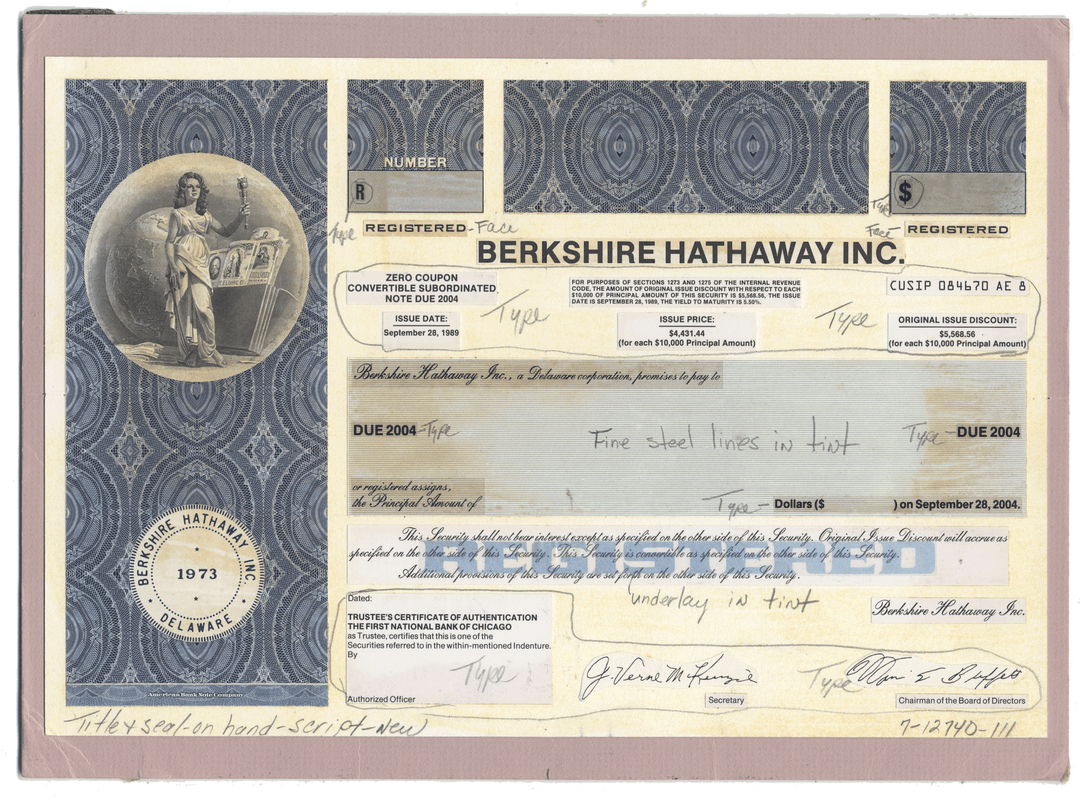 NUMBER
R
$
Type
REGISTERED - Face
Type Face
REGISTERED
BERKSHIRE HATHAWAY INC.
ZERO COUPON
CONVERTIBLE SUBORDINATED
NOTE DUE 2004
FOR PURPOSES OF SECTIONS 1273 AND 1275 OF THE INTERNAL REVENUE
CODE, THE AMOUNT OF ORIGINAL ISSUE DISCOUNT WITH RESPECT TO EACH
$10,000 OF PRINCIPAL AMOUNT OF THIS SECURITY IS $5,568.56, THE ISSUE
DATE IS SEPTEMBER 28, 1989, THE YIELD TO MATURITY IS 5.50%.
CUSIP 084670 AE 8
Type
Type
ISSUE DATE:
September 28, 1989
ISSUE PRICE:
$4,431.44
(for each $10,000 Principal Amount)
ORIGINAL ISSUE DISCOUNT:
$5,568.56
(for each $10,000 Principal Amount)
Berkshire Hathaway Inc., a Delaware corporation, promises to pay to
DUE 2004 - Type
Fine steel lines in tint
Type - DUE 2004
or registered assigns,
the Principal Amount of
Type - Dollars ($ ) on September 28, 2004.
This Security shall not bear interest except as specified on the other side of this Security. Original Issue Discount will accrue as
specified on the other side of this Security. This Security is convertible as specified on the other side of this Security.
Additional provisions of this Security are set forth on the other side of this Security.
REGISTERED
underlay in tint
Berkshire Hathaway Inc.
BERKSHIRE HATHAWAY INC.
1973
DELAWARE
Dated:
TRUSTEE'S CERTIFICATE OF AUTHENTICATION
THE FIRST NATIONAL BANK OF CHICAGO
as Trustee, certifies that this is one of the
Securities referred to in the within-mentioned Indenture.
By
Type
Authorized Officer
J. Verne McKenzie
Secretary
Type
Warren E Buffett
Chairman of the Board of Directors
American Bank Note Company
Title & seal-on hand-script-New
7-12740-111